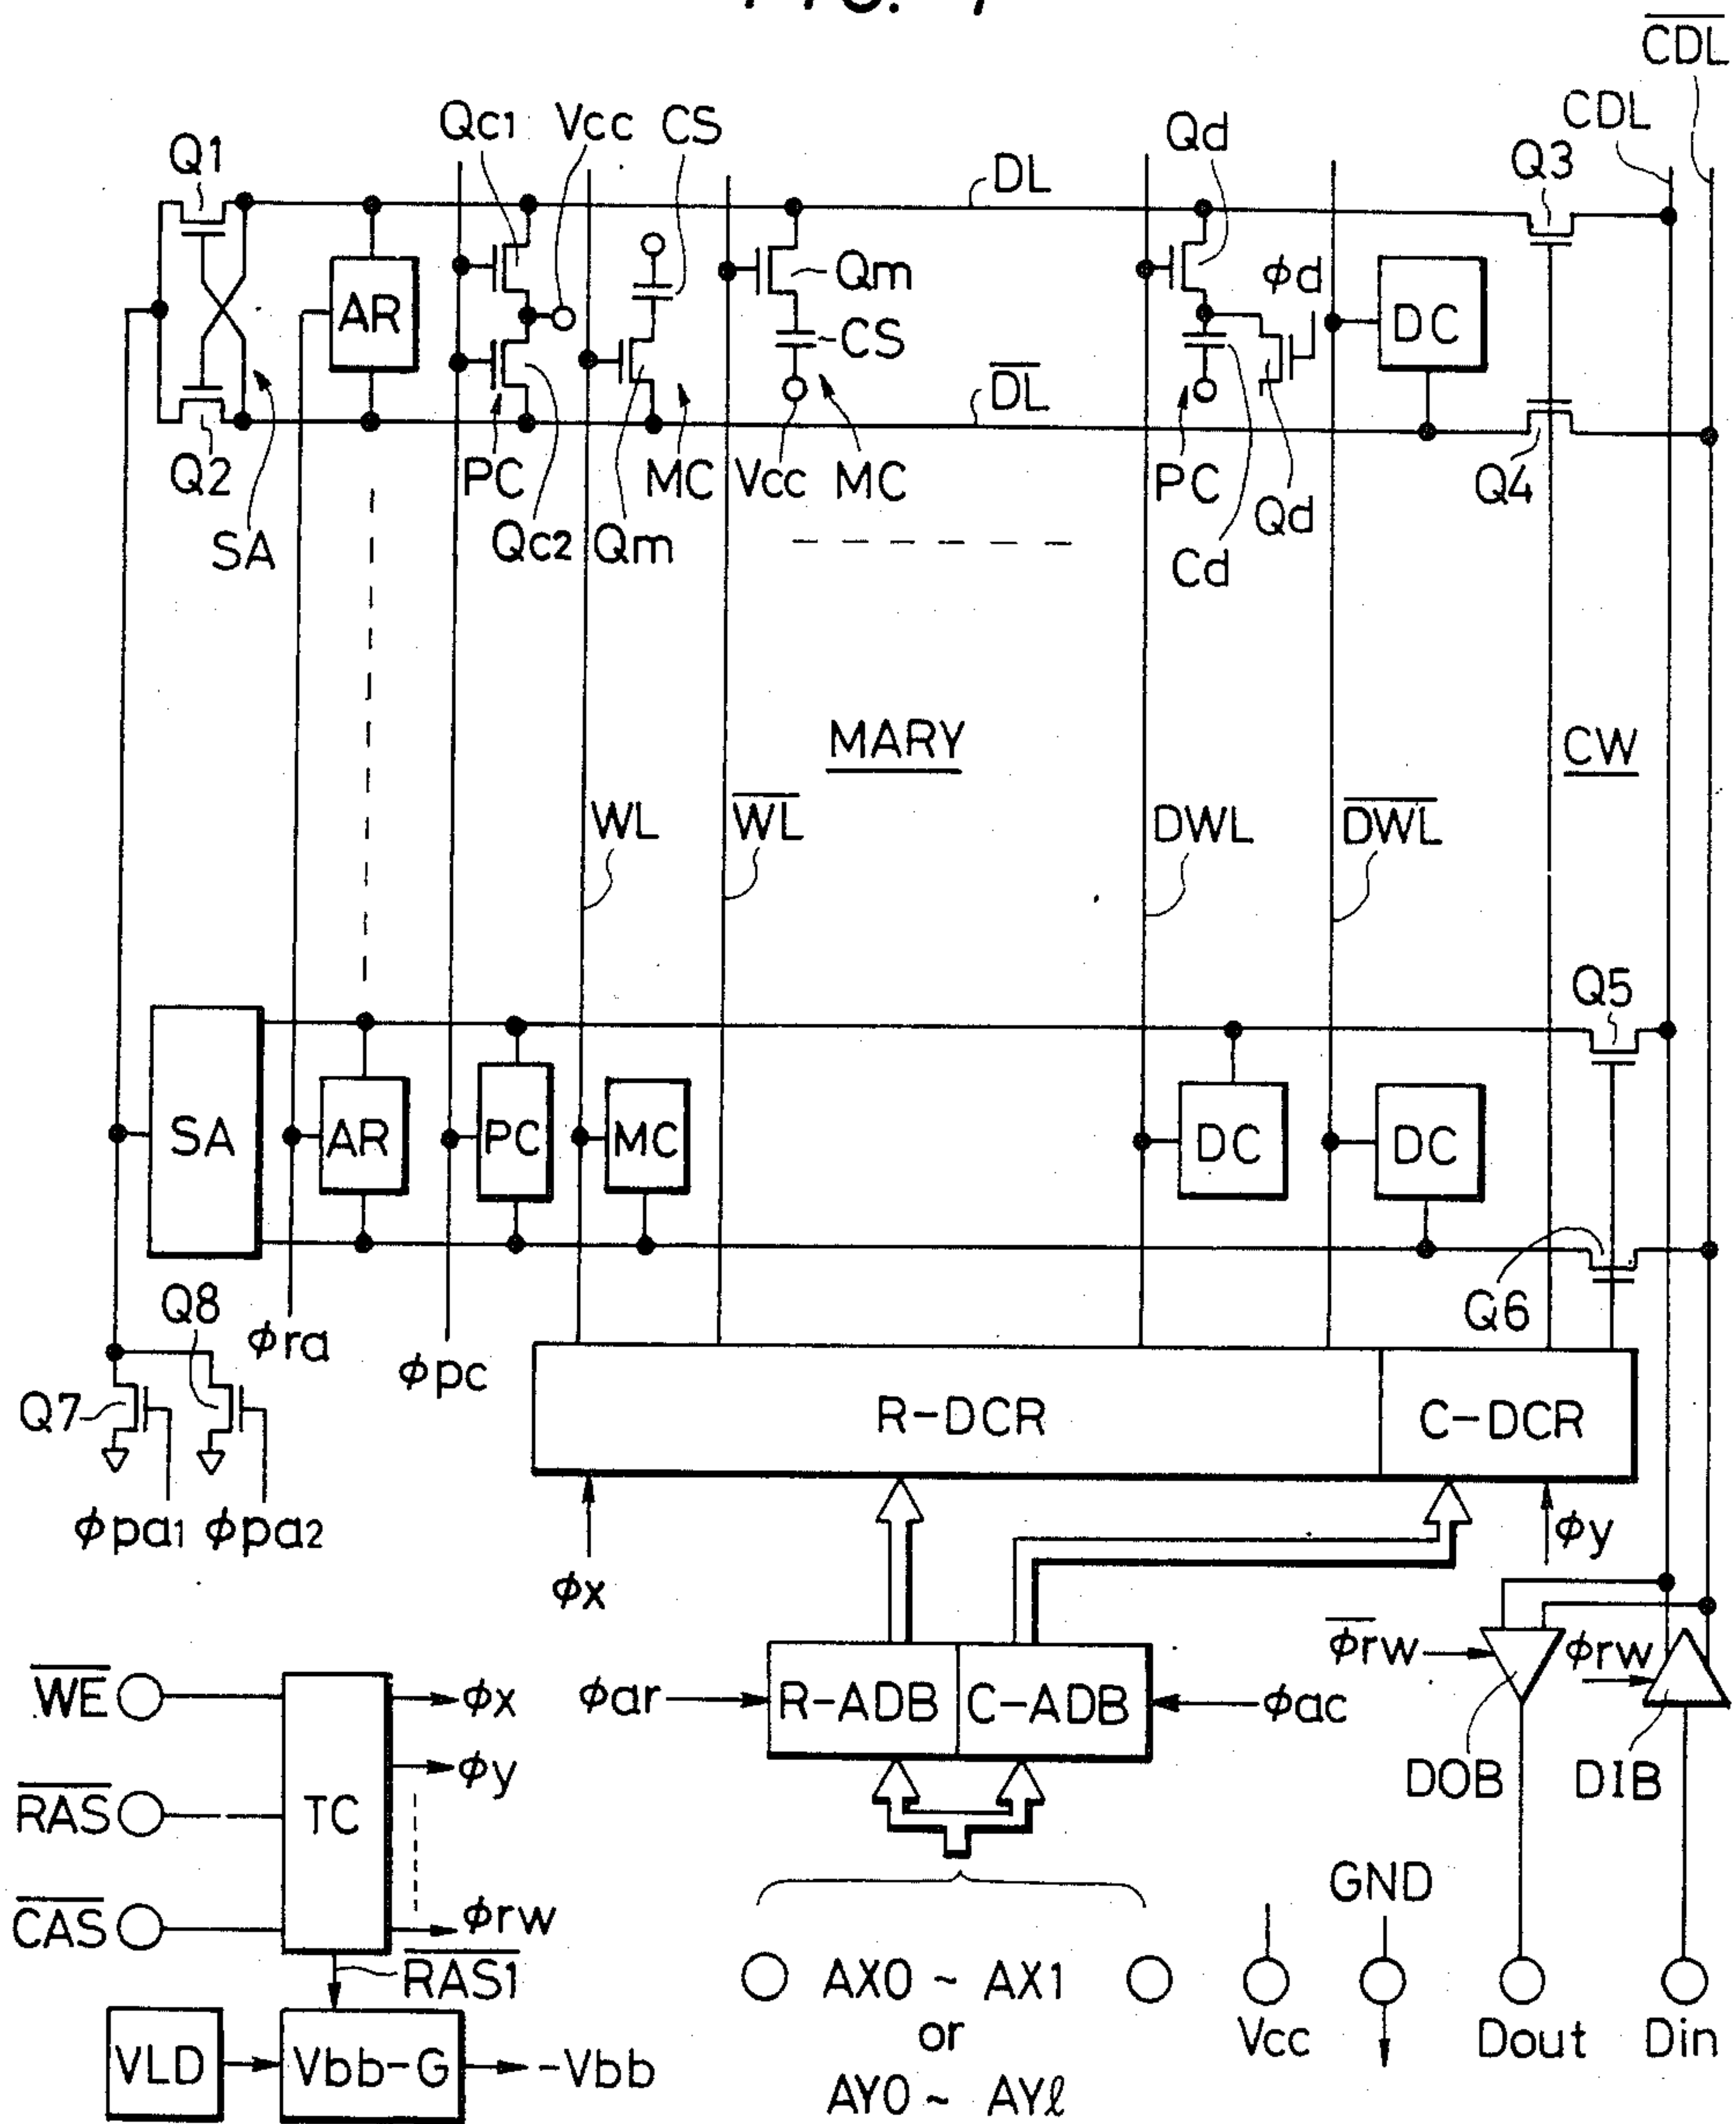 FIG. 1
CDL
CDL
Qc1 Vcc CS
Qd
Q1
DL
Q3
AR
Qm
φd
DC
CS
DL
Q2
PC
MC
Vcc
MC
PC
Q4
SA
Qc2
Qm
Qd
Cd
MARY
CW
WL
WL
DWL
DWL
Q5
SA
AR
PC
MC
DC
DC
Q8
φra
φpc
Q6
Q7
R-DCR
C-DCR
φpa1
φpa2
φx
φy
φrw
φrw
WE
φx
φar
R-ADB
C-ADB
φac
φy
DOB
DIB
RAS
TC
CAS
φrw
GND
RAS1
AX0 ~ AX1
or
AY0 ~ AYℓ
Vcc
Dout
Din
VLD
Vbb-G
-Vbb